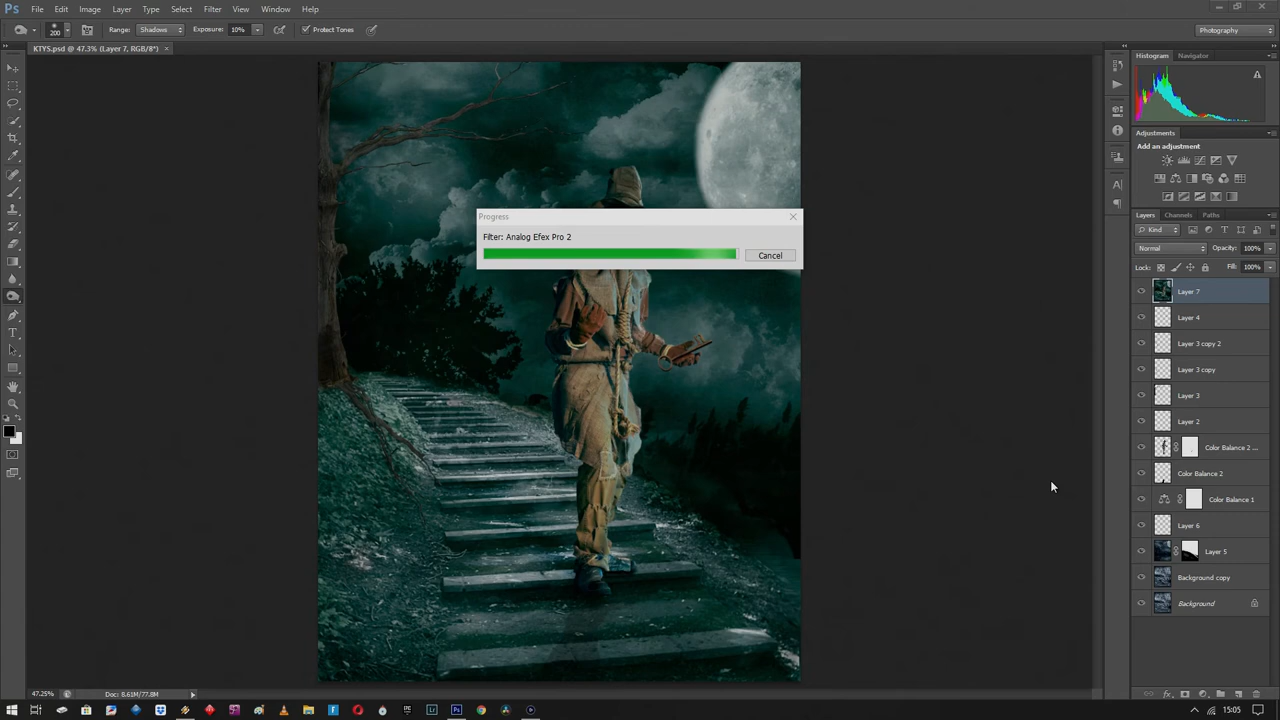 Ps File Edit Image Layer Type Select Filter View Window Help
200 Range: Shadows Exposure: 10% Protect Tones Photography
KTYS.psd @ 47.3% (Layer 7, RGB/8*) ×
Histogram Navigator
Adjustments
Add an adjustment
Layers Channels Paths
Kind
Normal Opacity: 100%
Lock: Fill: 100%
Layer 7
Layer 4
Layer 3 copy 2
Layer 3 copy
Layer 3
Layer 2
Color Balance 2 ...
Color Balance 2
Color Balance 1
Layer 6
Layer 5
Background copy
Background
Progress
Filter: Analog Efex Pro 2
Cancel
47.25% Doc: 8.61M/77.8M
15:05